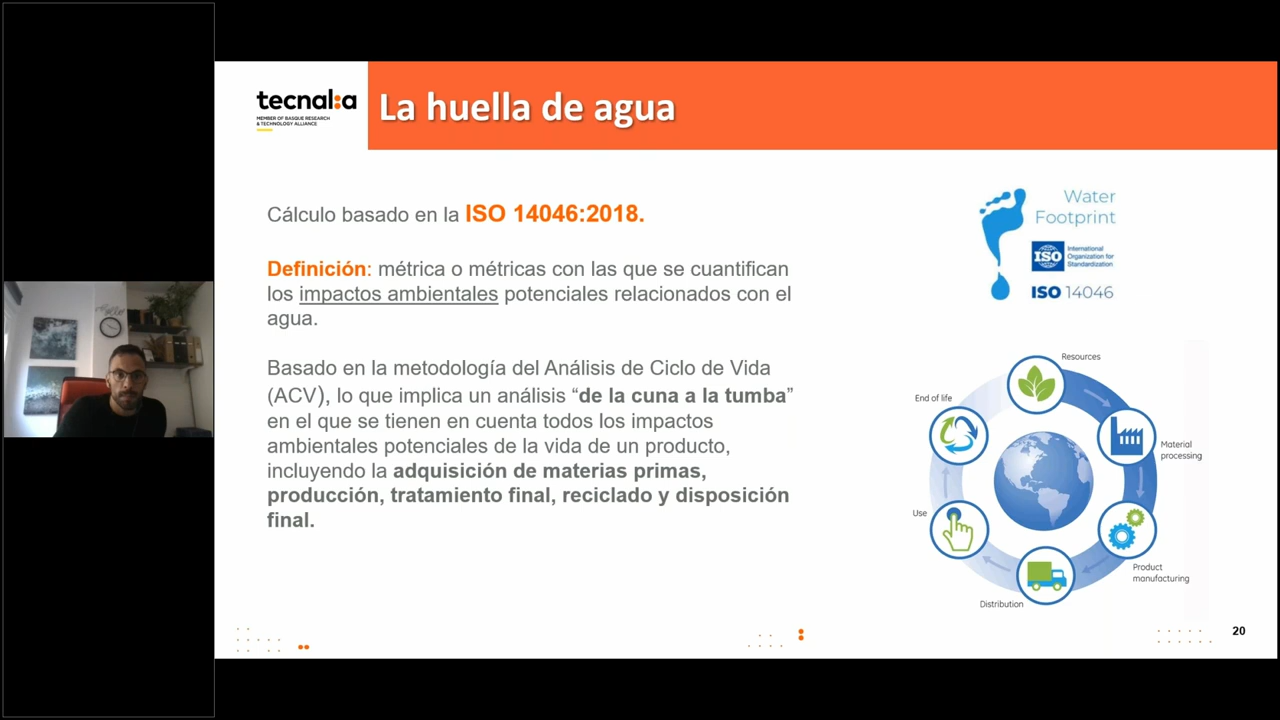 tecnal:a
MEMBER OF BASQUE RESEARCH
& TECHNOLOGY ALLIANCE
La huella de agua
Cálculo basado en la ISO 14046:2018.
Definición: métrica o métricas con las que se cuantifican
los impactos ambientales potenciales relacionados con el
agua.
Basado en la metodología del Análisis de Ciclo de Vida
(ACV), lo que implica un análisis “de la cuna a la tumba”
en el que se tienen en cuenta todos los impactos
ambientales potenciales de la vida de un producto,
incluyendo la adquisición de materias primas,
producción, tratamiento final, reciclado y disposición
final.
Water
Footprint
ISO
International
Organization for
Standardization
ISO 14046
Resources
End of life
Material
processing
Use
Product
manufacturing
Distribution
20